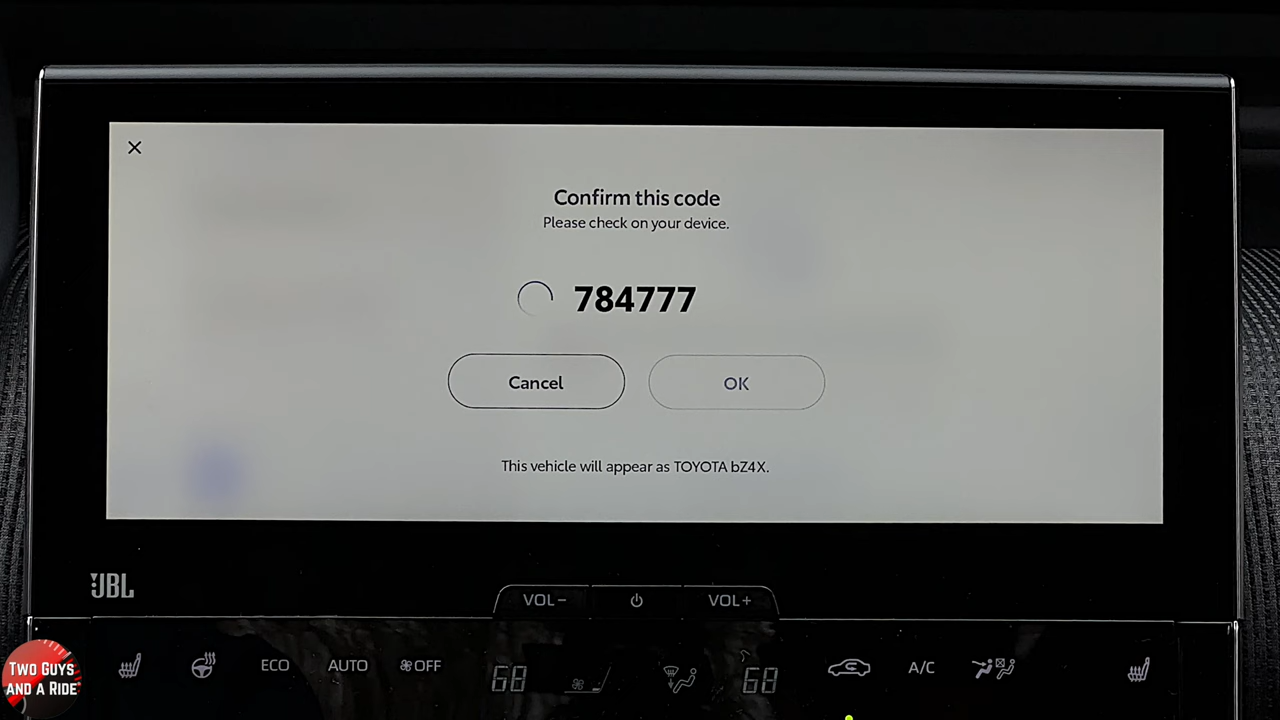 Confirm this code
Please check on your device.
784777
Cancel
OK
This vehicle will appear as TOYOTA bZ4X.
JBL
VOL-
VOL+
ECO
AUTO
OFF
68
68
A/C
TWO GUYS
AND A RIDE